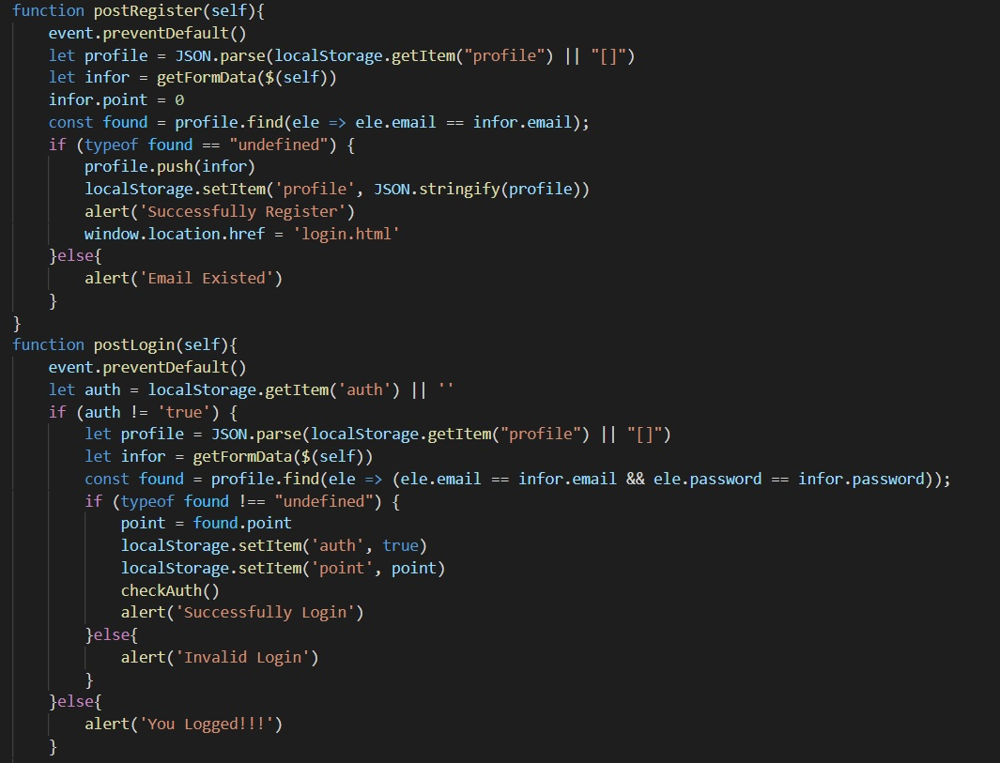 function postRegister(self){
    event.preventDefault()
    let profile = JSON.parse(localStorage.getItem("profile") || "[]")
    let infor = getFormData($(self))
    infor.point = 0
    const found = profile.find(ele => ele.email == infor.email);
    if (typeof found == "undefined") {
        profile.push(infor)
        localStorage.setItem('profile', JSON.stringify(profile))
        alert('Successfully Register')
        window.location.href = 'login.html'
    }else{
        alert('Email Existed')
    }
}
function postLogin(self){
    event.preventDefault()
    let auth = localStorage.getItem('auth') || ''
    if (auth != 'true') {
        let profile = JSON.parse(localStorage.getItem("profile") || "[]")
        let infor = getFormData($(self))
        const found = profile.find(ele => (ele.email == infor.email && ele.password == infor.password));
        if (typeof found !== "undefined") {
            point = found.point
            localStorage.setItem('auth', true)
            localStorage.setItem('point', point)
            checkAuth()
            alert('Successfully Login')
        }else{
            alert('Invalid Login')
        }
    }else{
        alert('You Logged!!!')
    }